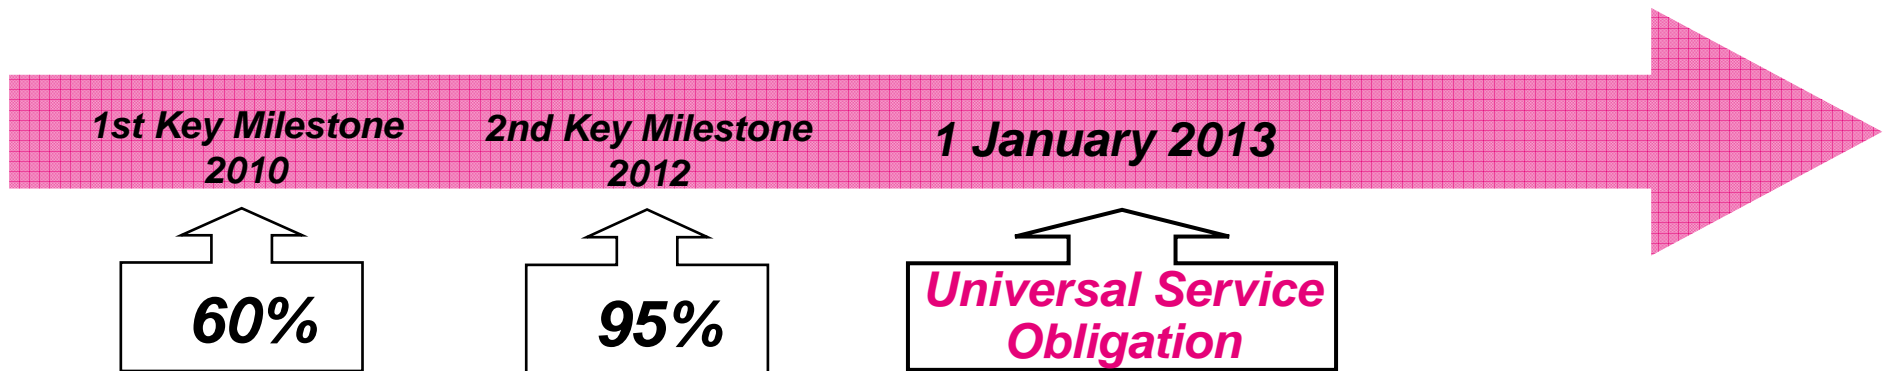 1st Key Milestone
2010
2nd Key Milestone
2012
1 January 2013
60%
95%
Universal Service
Obligation